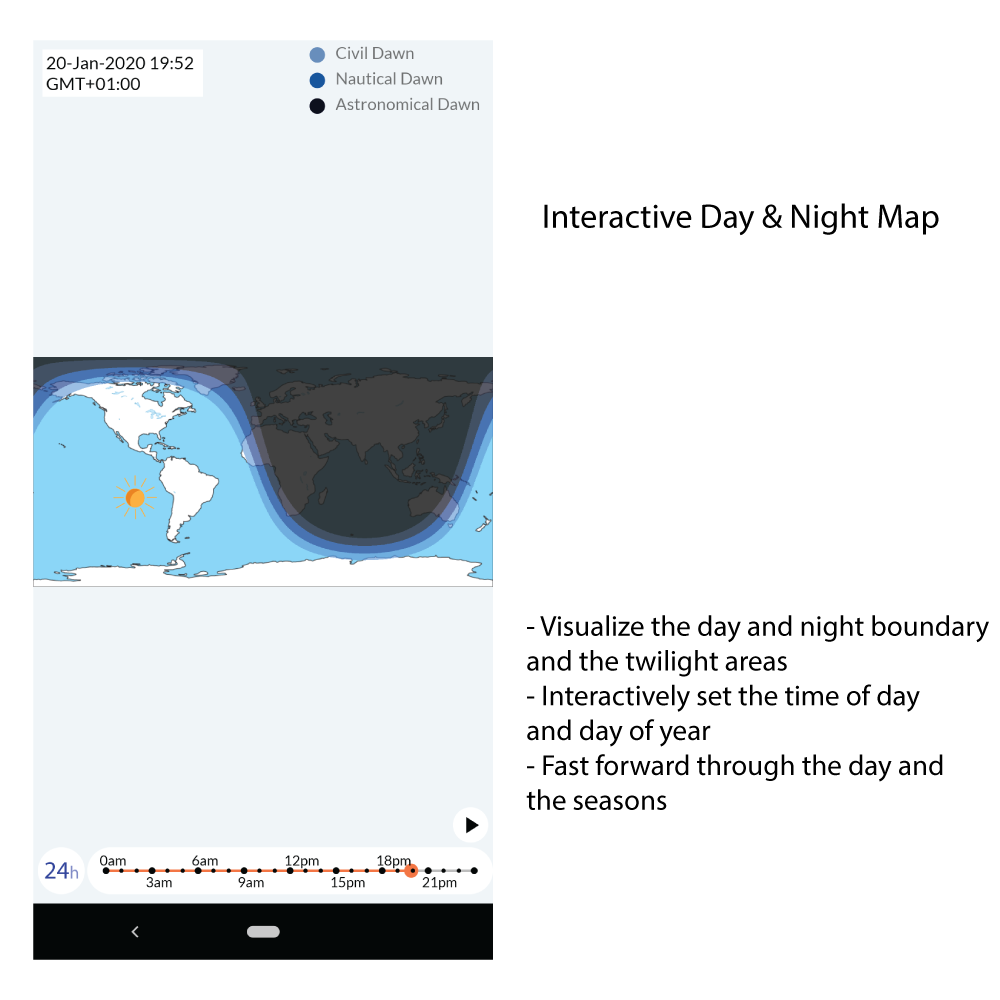 20-Jan-2020 19:52
GMT+01:00
Civil Dawn
Nautical Dawn
Astronomical Dawn
Interactive Day & Night Map
- Visualize the day and night boundary
and the twilight areas
- Interactively set the time of day
and day of year
- Fast forward through the day and
the seasons
24h
0am 6am 12pm 18pm
3am 9am 15pm 21pm